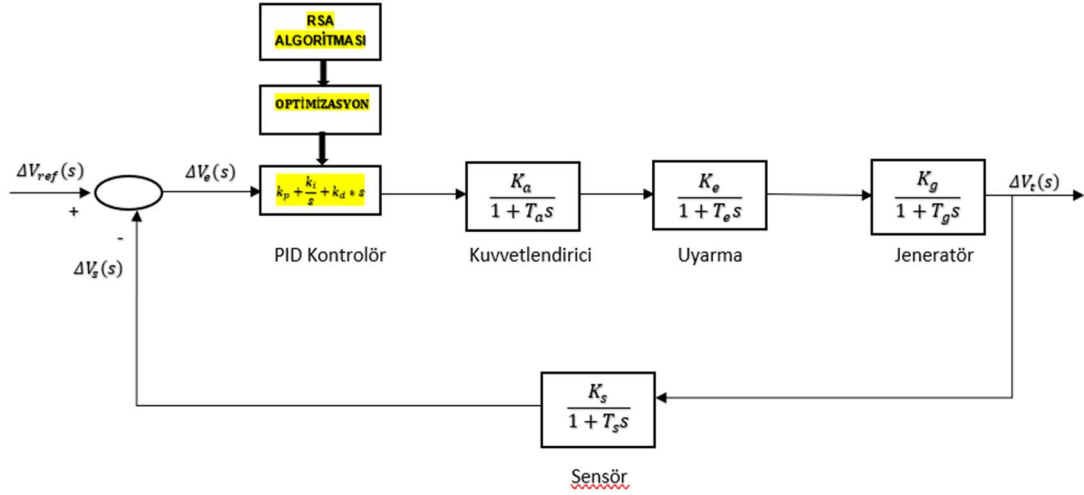 RSA
ALGORİTMASI
OPTİMİZASYON
ΔV_ref(s)
+
ΔV_e(s)
k_p + k_i/s + k_d * s
K_a/(1 + T_a s)
K_e/(1 + T_e s)
K_g/(1 + T_g s)
ΔV_t(s)
-
ΔV_s(s)
PID Kontrolör
Kuvvetlendirici
Uyarma
Jeneratör
K_s/(1 + T_s s)
Sensör